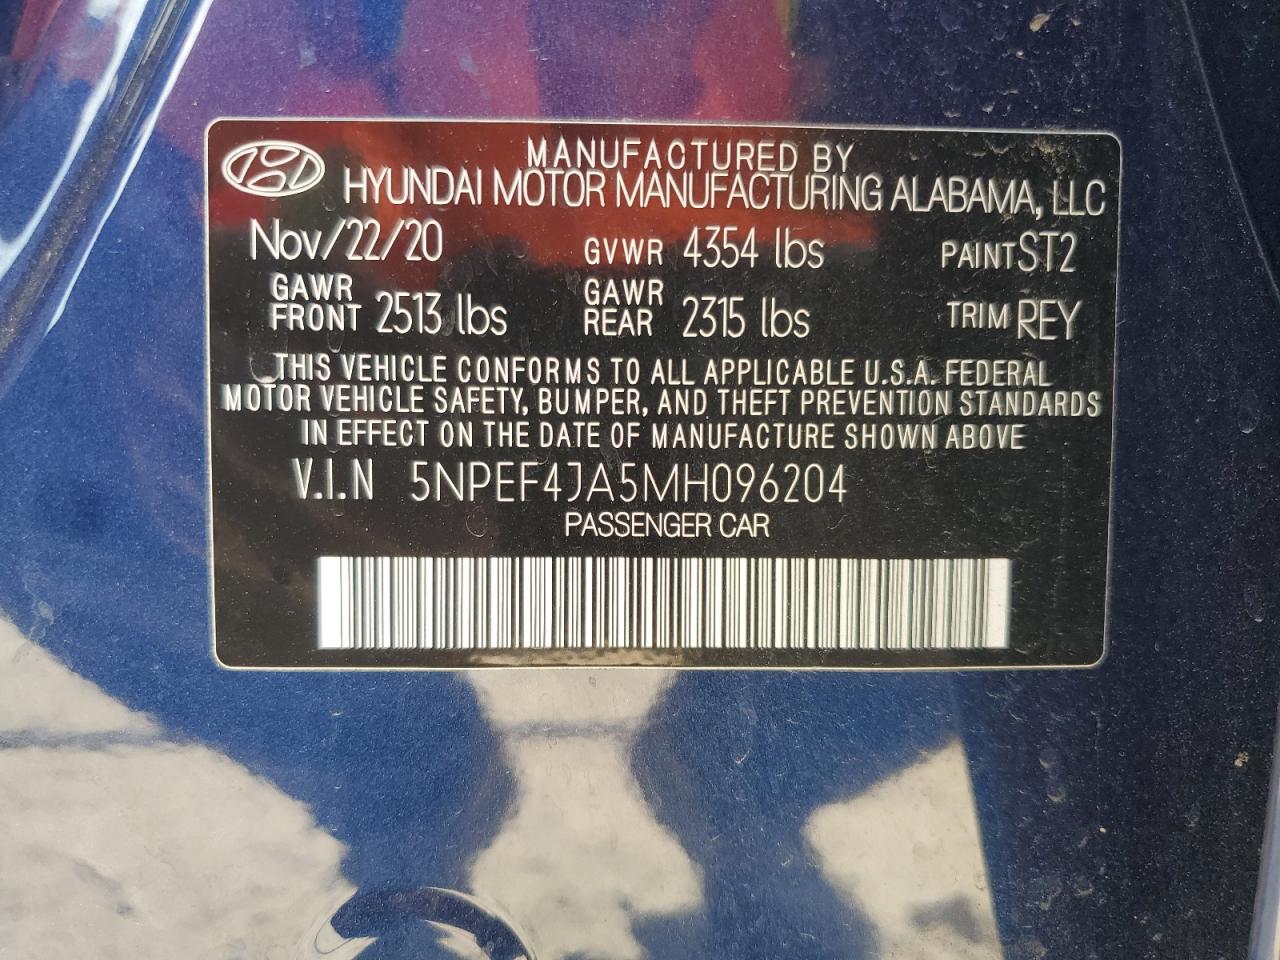 MANUFACTURED BY
HYUNDAI MOTOR MANUFACTURING ALABAMA, LLC
Nov/22/20 GVWR 4354 lbs PAINT ST2
GAWR FRONT 2513 lbs GAWR REAR 2315 lbs TRIM REY
THIS VEHICLE CONFORMS TO ALL APPLICABLE U.S.A. FEDERAL
MOTOR VEHICLE SAFETY, BUMPER, AND THEFT PREVENTION STANDARDS
IN EFFECT ON THE DATE OF MANUFACTURE SHOWN ABOVE
V.I.N 5NPEF4JA5MH096204
PASSENGER CAR